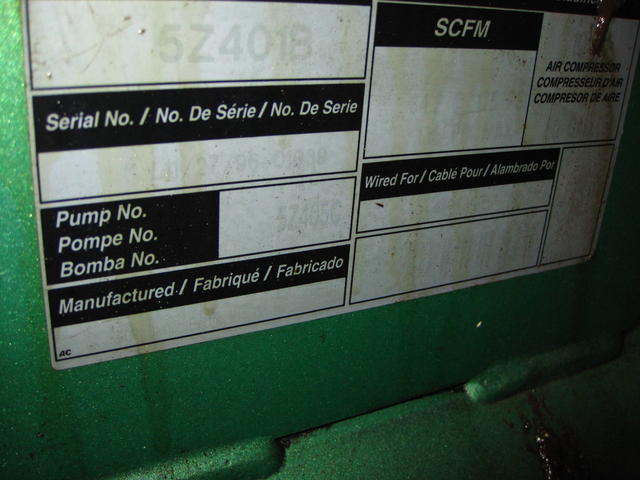 5Z401B
SCFM
AIR COMPRESSOR
COMPRESSEUR D'AIR
COMPRESOR DE AIRE
Serial No. / No. De Série / No. De Serie
Wired For / Cablé Pour / Alambrado Por
Pump No.
Pompe No.
Bomba No.
5Z405C
Manufactured / Fabriqué / Fabricado
AC